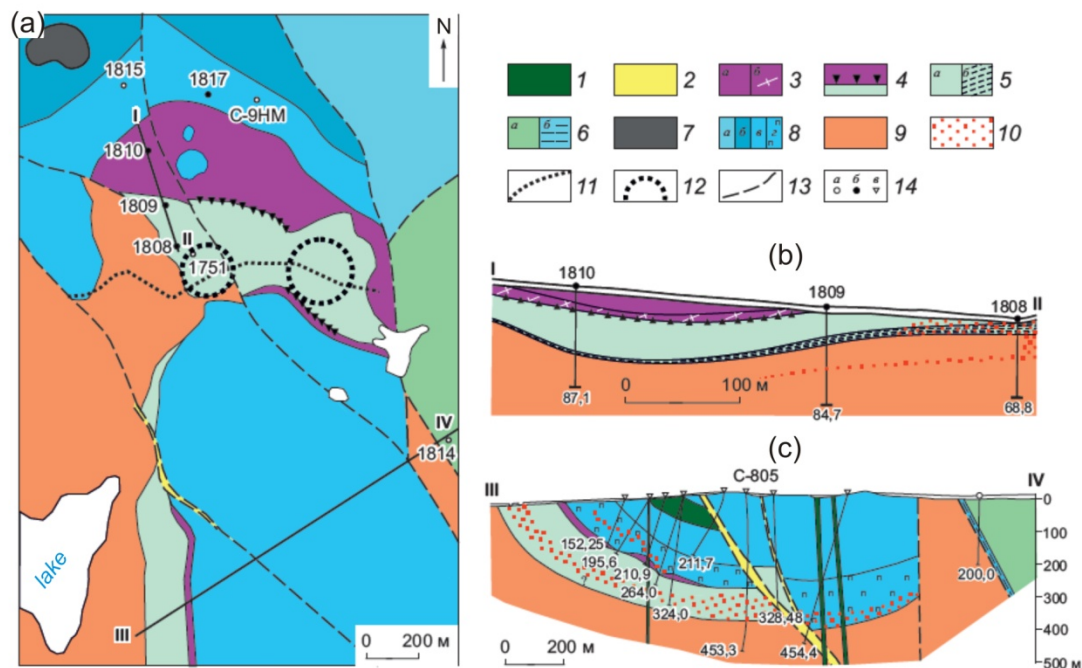 (a)
N
1815
1817
С-9НМ
I
1810
1809
1808
II
1751
IV
1814
lake
III
0 200 м
1
2
а б 3
4
а б 5
а б 6
7
а б в г 8
9
10
11
12
13
а б в 14
(b)
I
1810
1809
1808
II
0 100 м
87,1
84,7
68,8
(c)
С-805
III
IV
0
100
200
300
400
500 м
152,25
195,6
210,9
264,0
324,0
211,7
328,48
453,3
454,4
200,0
0 200 м